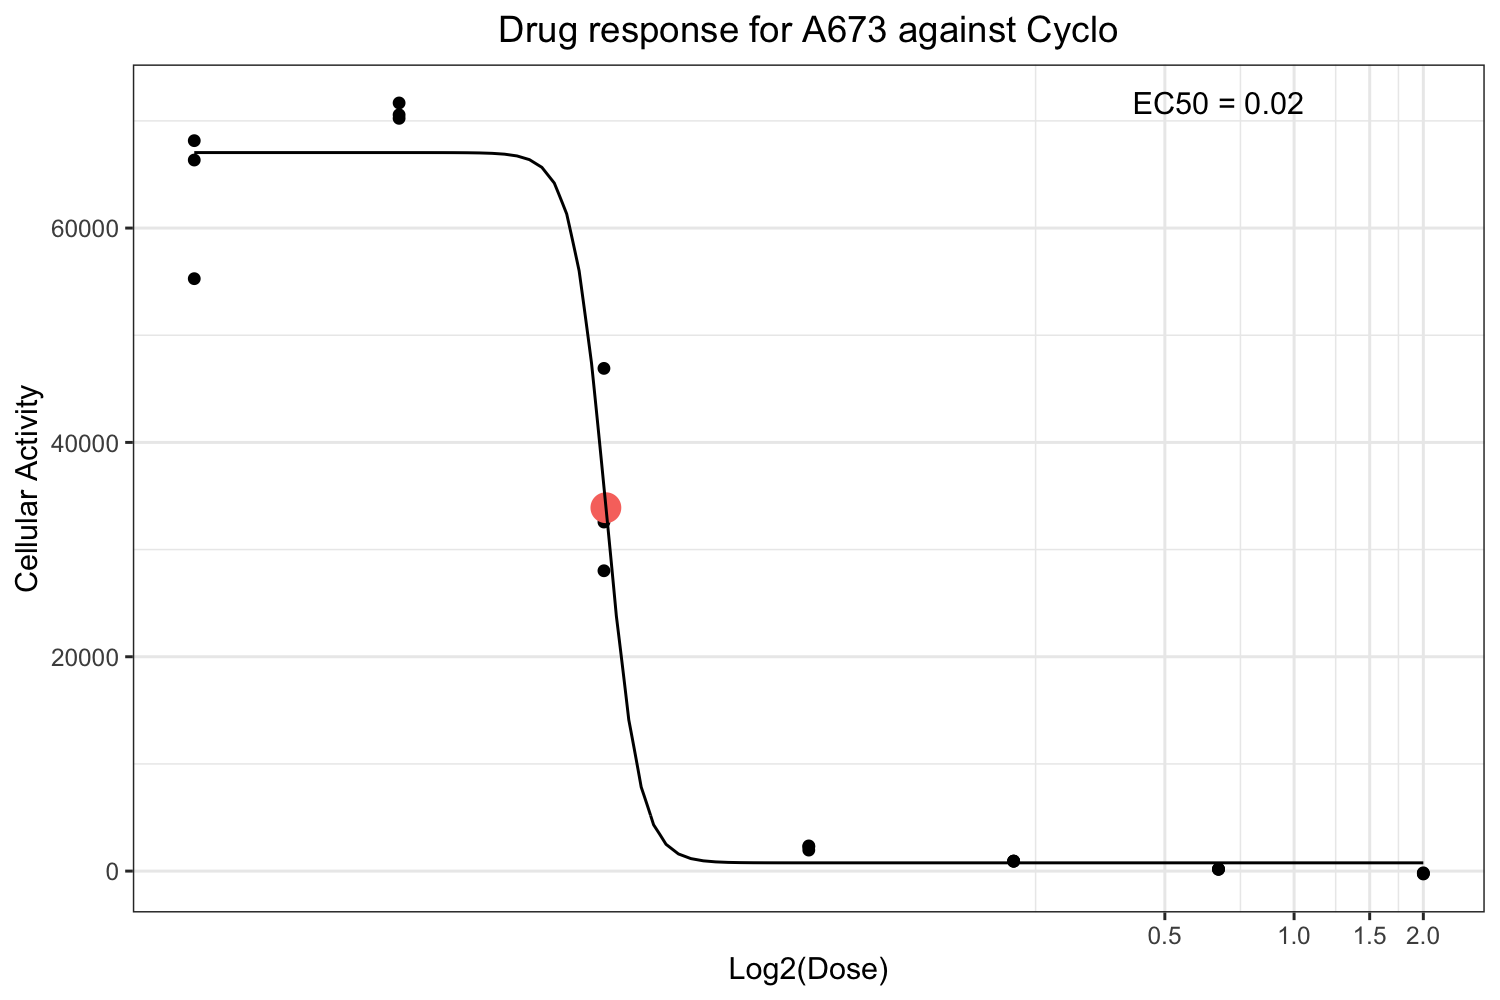 Drug response for A673 against Cyclo
EC50 = 0.02
60000
40000
20000
0
Cellular Activity
0.5 1.0 1.5 2.0
Log2(Dose)